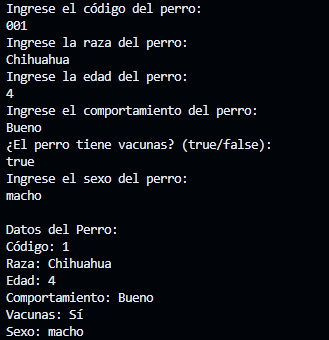 Ingrese el código del perro:
001
Ingrese la raza del perro:
Chihuahua
Ingrese la edad del perro:
4
Ingrese el comportamiento del perro:
Bueno
¿El perro tiene vacunas? (true/false):
true
Ingrese el sexo del perro:
macho
Datos del Perro:
Código: 1
Raza: Chihuahua
Edad: 4
Comportamiento: Bueno
Vacunas: Sí
Sexo: macho